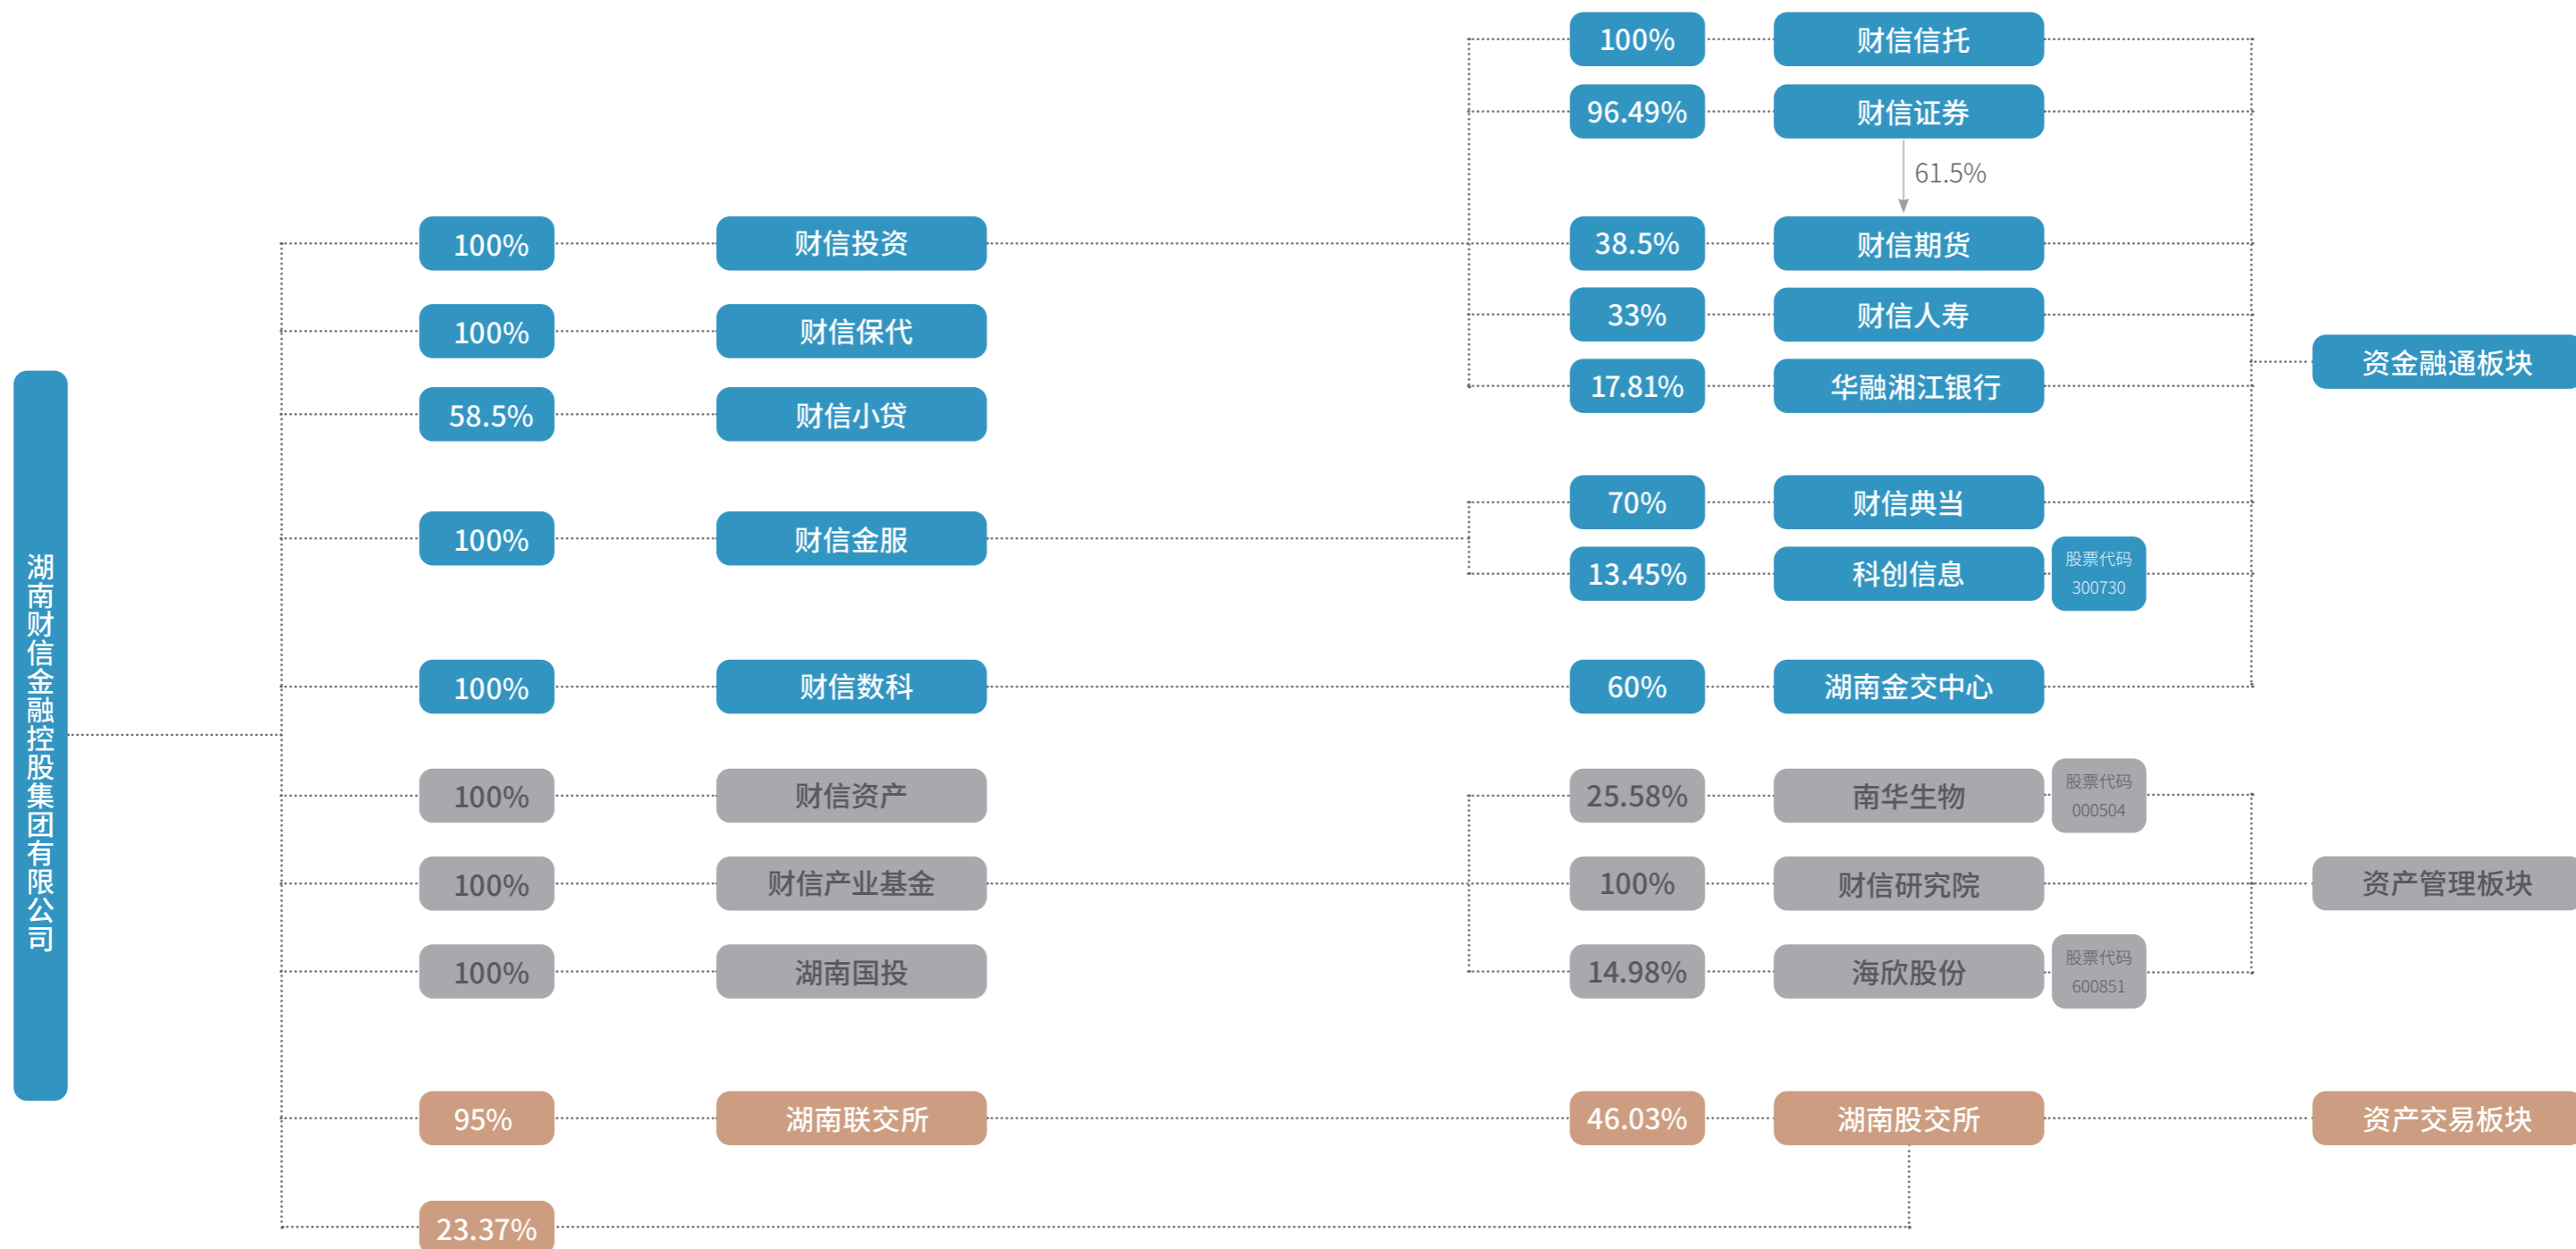 湖南财信金融控股集团有限公司
100%
财信投资
100%
财信保代
58.5%
财信小贷
100%
财信金服
100%
财信数科
100%
财信资产
100%
财信产业基金
100%
湖南国投
95%
湖南联交所
23.37%
100%
财信信托
96.49%
财信证券
61.5%
38.5%
财信期货
33%
财信人寿
17.81%
华融湘江银行
70%
财信典当
13.45%
科创信息
股票代码
300730
60%
湖南金交中心
25.58%
南华生物
股票代码
000504
100%
财信研究院
14.98%
海欣股份
股票代码
600851
46.03%
湖南股交所
资金融通板块
资产管理板块
资产交易板块